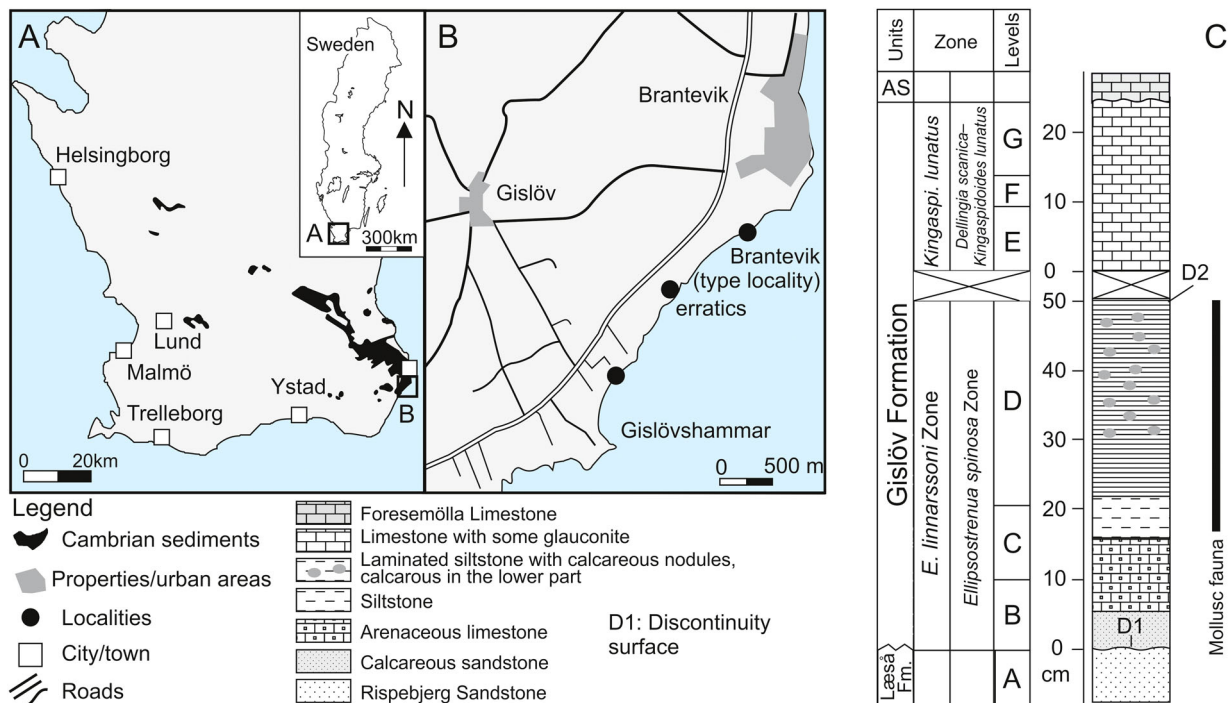 A
Sweden
N
A
300km
Helsingborg
Lund
Malmö
Trelleborg
Ystad
B
0 20km
B
Brantevik
Gislöv
Brantevik
(type locality)
erratics
Gislövshammar
0 500 m
Legend
Cambrian sediments
Properties/urban areas
Localities
City/town
Roads
Foresemölla Limestone
Limestone with some glauconite
Laminated siltstone with calcareous nodules,
calcarous in the lower part
Siltstone
Arenaceous limestone
Calcareous sandstone
Rispebjerg Sandstone
D1: Discontinuity
surface
C
Units
Zone
Levels
AS
Gislöv Formation
Læså
Fm.
Kingaspi. lunatus
Dellingia scanica–
Kingaspidoides lunatus
E. linnarssoni Zone
Ellipsostrenua spinosa Zone
G
F
E
D
C
B
A
20
10
0
50
40
30
20
10
0
cm
D2
D1
Mollusc fauna